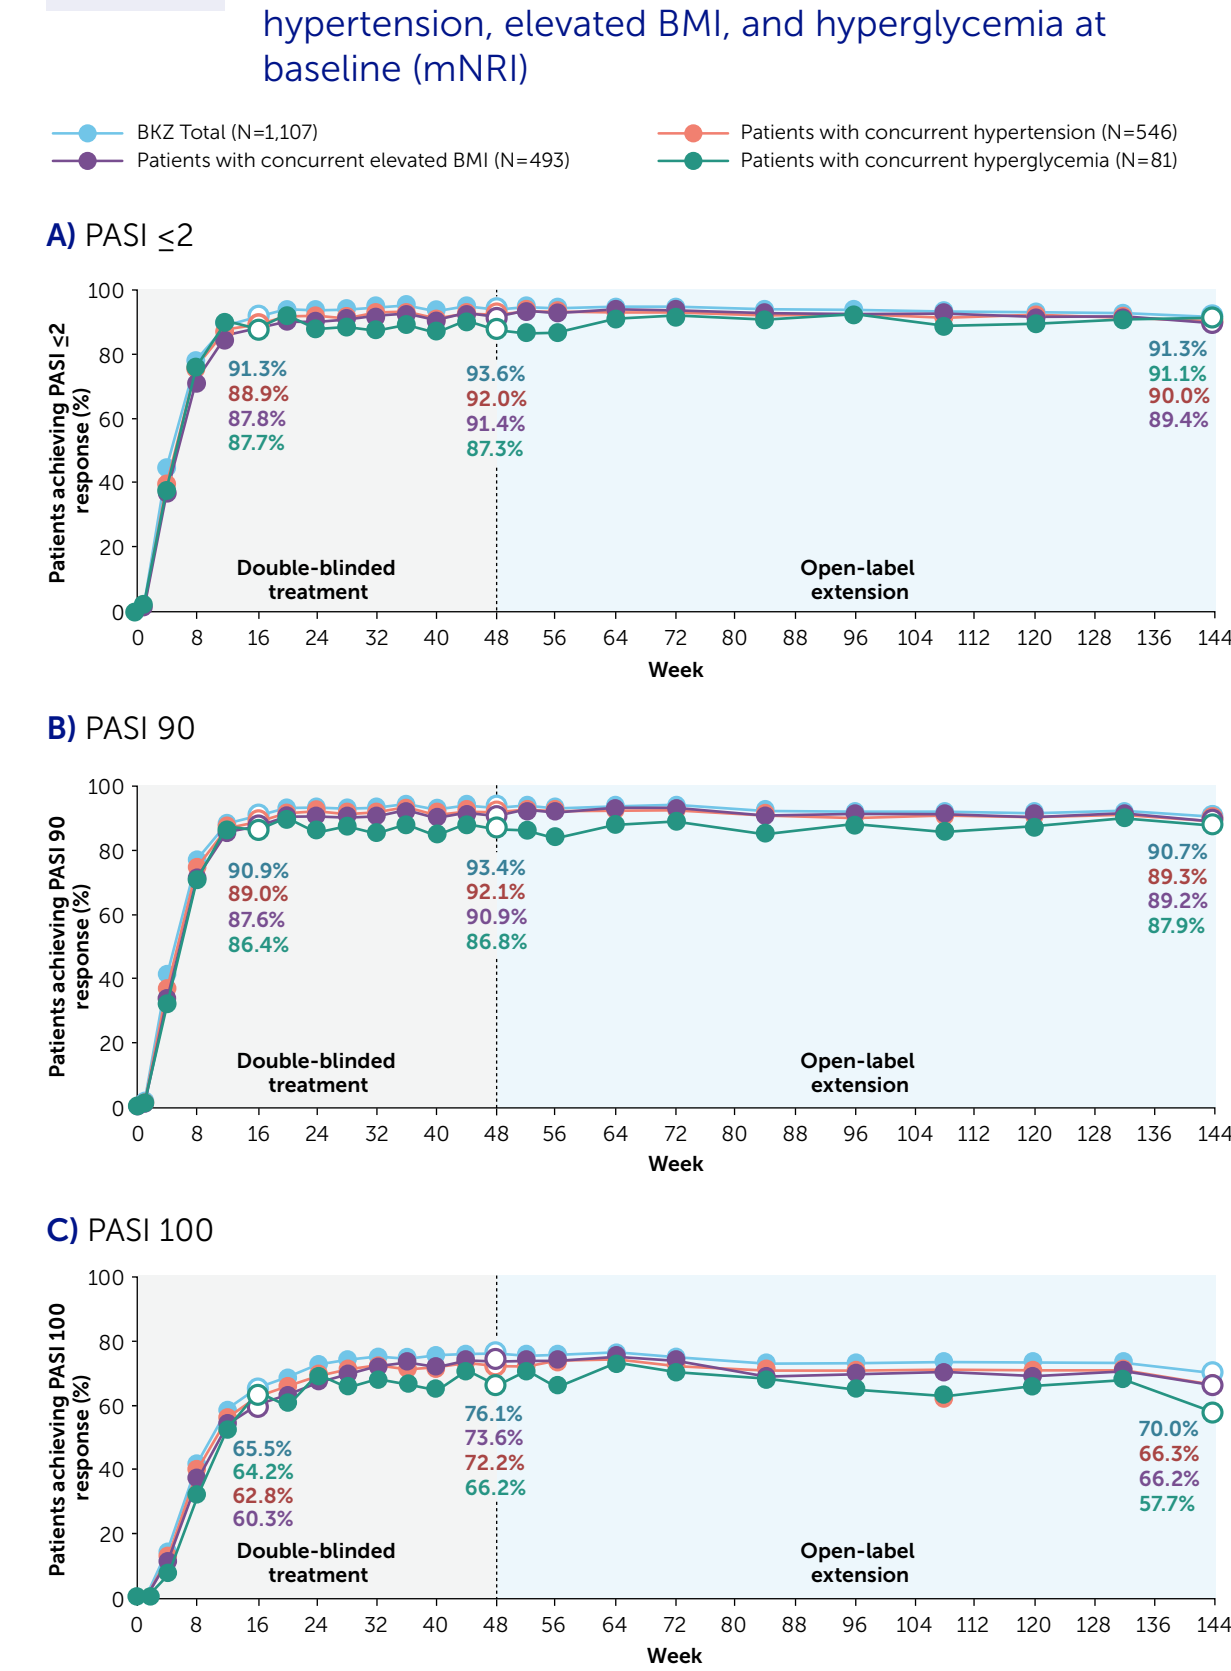 hypertension, elevated BMI, and hyperglycemia at
baseline (mNRI)
BKZ Total (N=1,107)
Patients with concurrent hypertension (N=546)
Patients with concurrent elevated BMI (N=493)
Patients with concurrent hyperglycemia (N=81)
A) PASI ≤2
Patients achieving PASI ≤2
response (%)
100
80
60
40
20
0
91.3%
88.9%
87.8%
87.7%
93.6%
92.0%
91.4%
87.3%
91.3%
91.1%
90.0%
89.4%
Double-blinded
treatment
Open-label
extension
0 8 16 24 32 40 48 56 64 72 80 88 96 104 112 120 128 136 144
Week
B) PASI 90
Patients achieving PASI 90
response (%)
100
80
60
40
20
0
90.9%
89.0%
87.6%
86.4%
93.4%
92.1%
90.9%
86.8%
90.7%
89.3%
89.2%
87.9%
Double-blinded
treatment
Open-label
extension
0 8 16 24 32 40 48 56 64 72 80 88 96 104 112 120 128 136 144
Week
C) PASI 100
Patients achieving PASI 100
response (%)
100
80
60
40
20
0
65.5%
64.2%
62.8%
60.3%
76.1%
73.6%
72.2%
66.2%
70.0%
66.3%
66.2%
57.7%
Double-blinded
treatment
Open-label
extension
0 8 16 24 32 40 48 56 64 72 80 88 96 104 112 120 128 136 144
Week